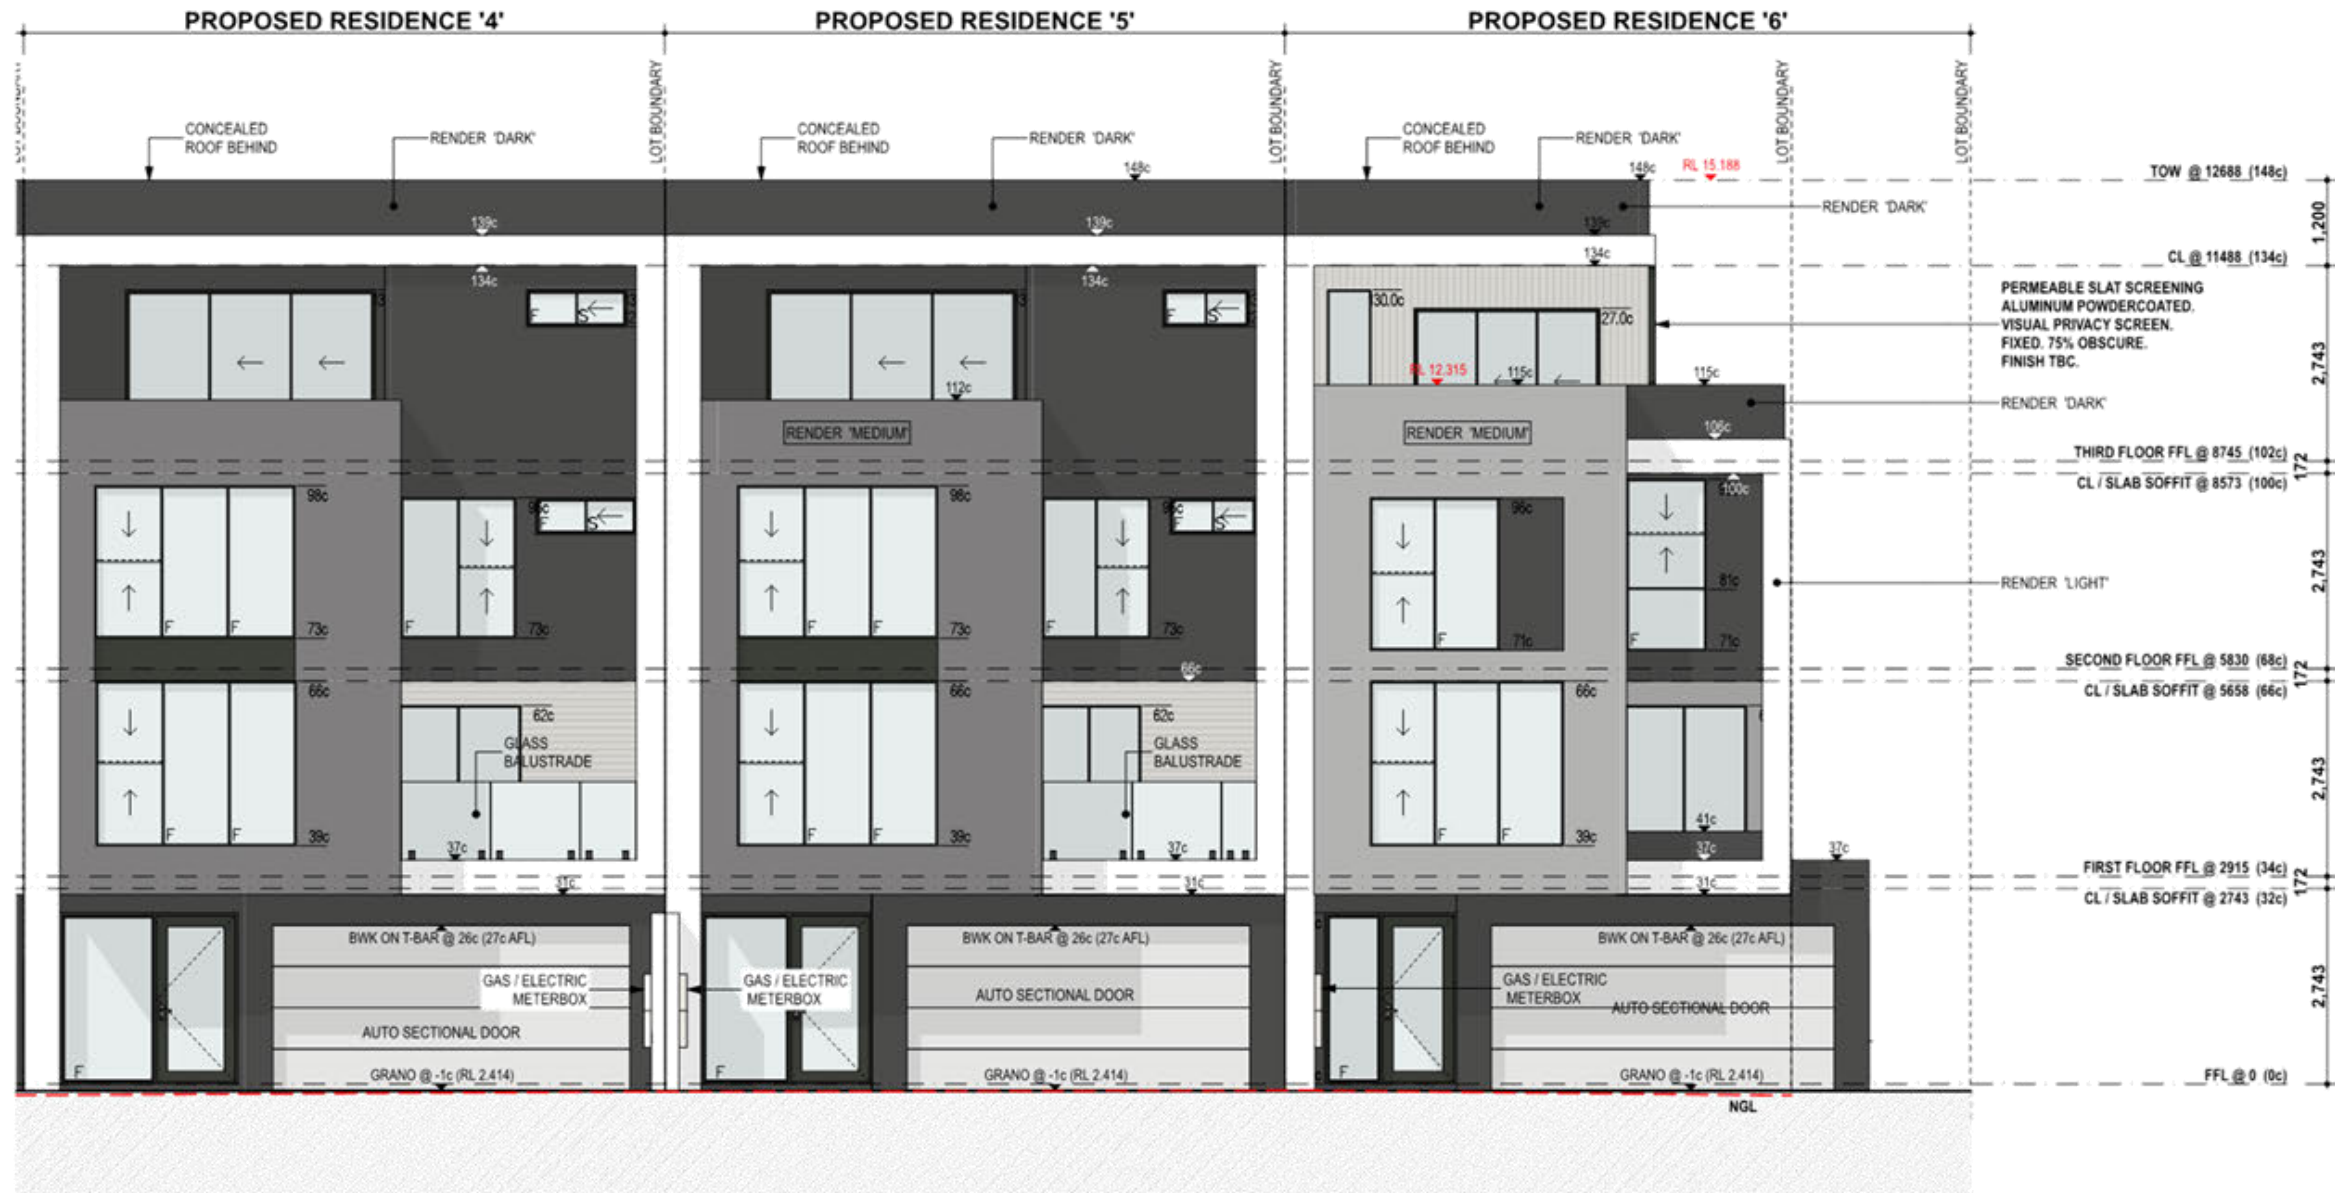 PROPOSED RESIDENCE '4'
PROPOSED RESIDENCE '5'
PROPOSED RESIDENCE '6'
LOT BOUNDARY
LOT BOUNDARY
LOT BOUNDARY
LOT BOUNDARY
CONCEALED
ROOF BEHIND
RENDER 'DARK'
CONCEALED
ROOF BEHIND
RENDER 'DARK'
148c
CONCEALED
ROOF BEHIND
RENDER 'DARK'
148c
RL 15.188
TOW @ 12688 (148c)
RENDER 'DARK'
1,200
139c
139c
139c
134c
134c
134c
CL @ 11488 (134c)
PERMEABLE SLAT SCREENING
ALUMINUM POWDERCOATED.
VISUAL PRIVACY SCREEN.
FIXED. 75% OBSCURE.
FINISH TBC.
2,743
F
S
F
S
30.0c
27.0c
112c
RL 12.315
115c
115c
RENDER 'DARK'
RENDER 'MEDIUM'
RENDER 'MEDIUM'
106c
THIRD FLOOR FFL @ 8745 (102c)
172
CL / SLAB SOFFIT @ 8573 (100c)
98c
F
S
98c
F
S
96c
100c
2,743
81c
RENDER 'LIGHT'
F
F
73c
F
73c
F
F
73c
F
73c
F
71c
F
71c
66c
SECOND FLOOR FFL @ 5830 (68c)
172
CL / SLAB SOFFIT @ 5658 (66c)
66c
66c
66c
62c
62c
GLASS
BALUSTRADE
GLASS
BALUSTRADE
2,743
41c
F
F
39c
37c
F
F
39c
37c
F
F
39c
37c
37c
31c
31c
31c
FIRST FLOOR FFL @ 2915 (34c)
172
CL / SLAB SOFFIT @ 2743 (32c)
BWK ON T-BAR @ 26c (27c AFL)
BWK ON T-BAR @ 26c (27c AFL)
BWK ON T-BAR @ 26c (27c AFL)
GAS / ELECTRIC
METERBOX
GAS / ELECTRIC
METERBOX
AUTO SECTIONAL DOOR
GAS / ELECTRIC
METERBOX
AUTO SECTIONAL DOOR
2,743
AUTO SECTIONAL DOOR
F
GRANO @ -1c (RL 2.414)
F
GRANO @ -1c (RL 2.414)
F
GRANO @ -1c (RL 2.414)
FFL @ 0 (0c)
NGL